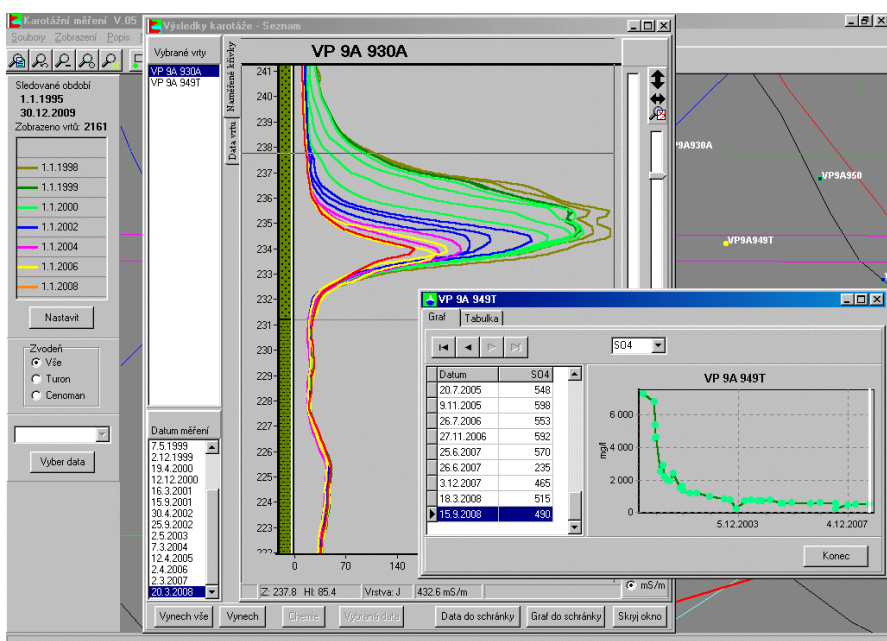 Karotážní měření V.05
Soubory Zobrazení Popis
Sledované období
1.1.1995
30.12.2009
Zobrazeno vrtů: 2161
1.1.1998
1.1.1999
1.1.2000
1.1.2002
1.1.2004
1.1.2006
1.1.2008
Nastavit
Zvodeň
Vše
Turon
Cenoman
Vyber data
Výsledky karotáže - Seznam
Vybrané vrty
VP 9A 930A
VP 9A 949T
Datum měření
7.5.1999
2.12.1999
19.4.2000
12.12.2000
16.3.2001
15.9.2001
30.4.2002
25.9.2002
2.5.2003
7.3.2004
12.4.2005
2.4.2006
2.3.2007
20.3.2008
Naměřené křivky
Data vrtu
VP 9A 930A
241
240
239
238
237
236
235
234
233
232
231
230
229
228
227
226
225
224
223
222
0 70 140
Z: 237.8 Hl: 85.4 Vrstva: J 432.6 mS/m
mS/m
Vynech vše Vynech Chemie Vybraná data Data do schránky Graf do schránky Skryj okno
VP9A950
VP9A949T
VP 9A 949T
Graf Tabulka
SO4
Datum SO4
20.7.2005 548
9.11.2005 598
26.7.2006 553
27.11.2006 592
25.6.2007 570
26.6.2007 235
3.12.2007 465
18.3.2008 515
15.9.2008 490
VP 9A 949T
mg/l
6 000
4 000
2 000
0
5.12.2003 4.12.2007
Konec